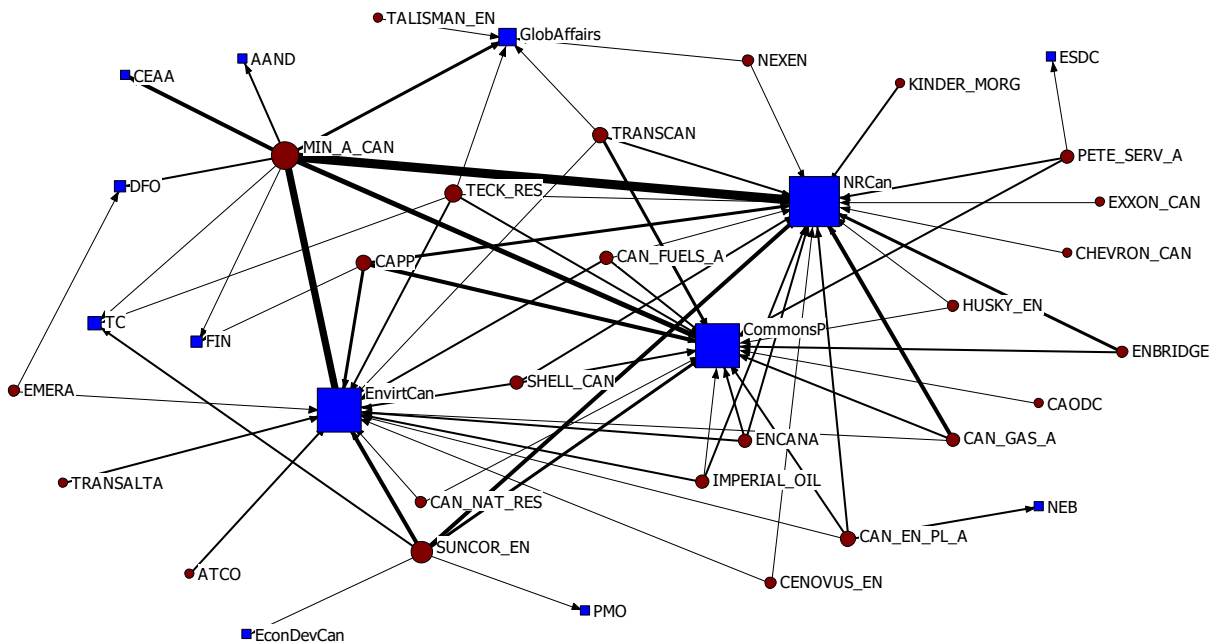 TALISMAN_EN
GlobAffairs
AAND
CEAA
NEXEN
ESDC
KINDER_MORG
TRANSCAN
MIN_A_CAN
PETE_SERV_A
DFO
TECK_RES
NRCan
EXXON_CAN
CHEVRON_CAN
CAPP
CAN_FUELS_A
HUSKY_EN
TC
FIN
CommonsP
ENBRIDGE
EMERA
EnvirtCan
SHELL_CAN
CAODC
ENCANA
CAN_GAS_A
TRANSALTA
IMPERIAL_OIL
CAN_NAT_RES
NEB
SUNCOR_EN
CAN_EN_PL_A
ATCO
CENOVUS_EN
PMO
EconDevCan